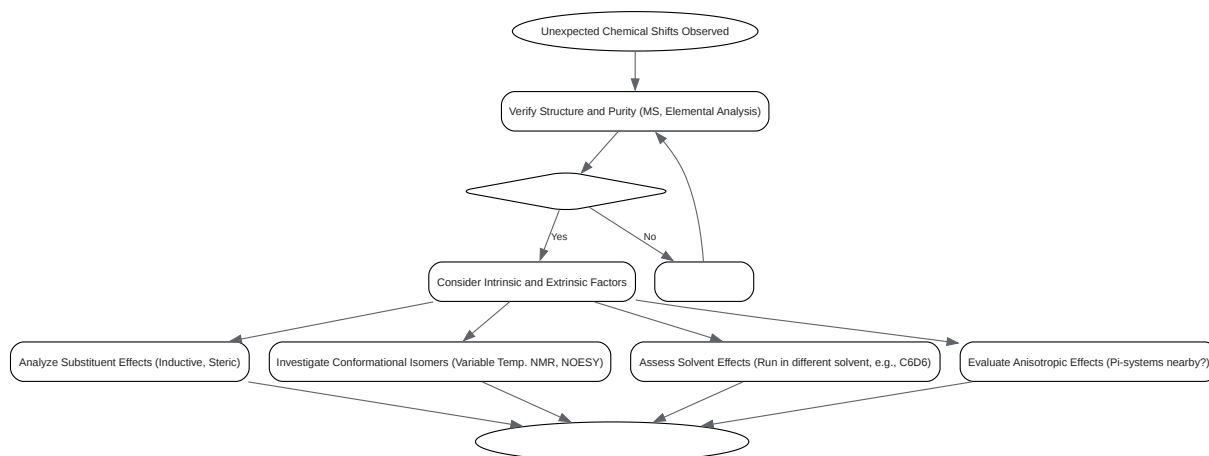 Unexpected Chemical Shifts Observed
Verify Structure and Purity (MS, Elemental Analysis)
Yes
No
Consider Intrinsic and Extrinsic Factors
Analyze Substituent Effects (Inductive, Steric)
Investigate Conformational Isomers (Variable Temp. NMR, NOESY)
Assess Solvent Effects (Run in different solvent, e.g., C6D6)
Evaluate Anisotropic Effects (Pi-systems nearby?)